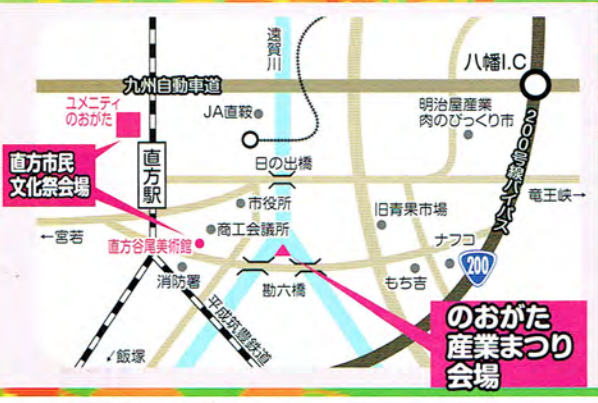 遠賀川
八幡I.C
九州自動車道
ユメニティ
のおがた
JA直鞍
明治屋産業
肉のびっくり市
200号線バイパス
直方市民
文化祭会場
直方駅
日の出橋
竜王峡→
市役所
旧青果市場
商工会議所
←宮若
直方谷尾美術館
ナフコ
200
消防署
勘六橋
もち吉
平成筑豊鉄道
のおがた
産業まつり
会場
↙飯塚